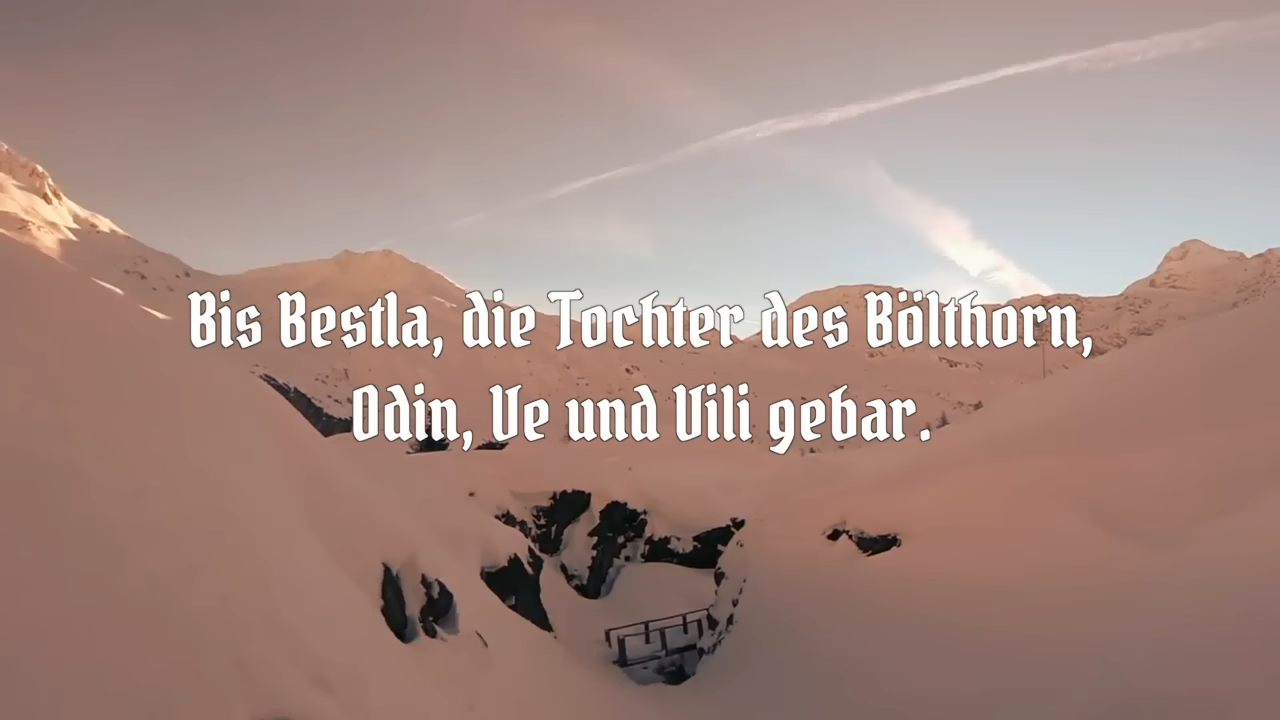 Bis Bestla, die Tochter des Bölthorn,
Odin, Ve und Vili gebar.